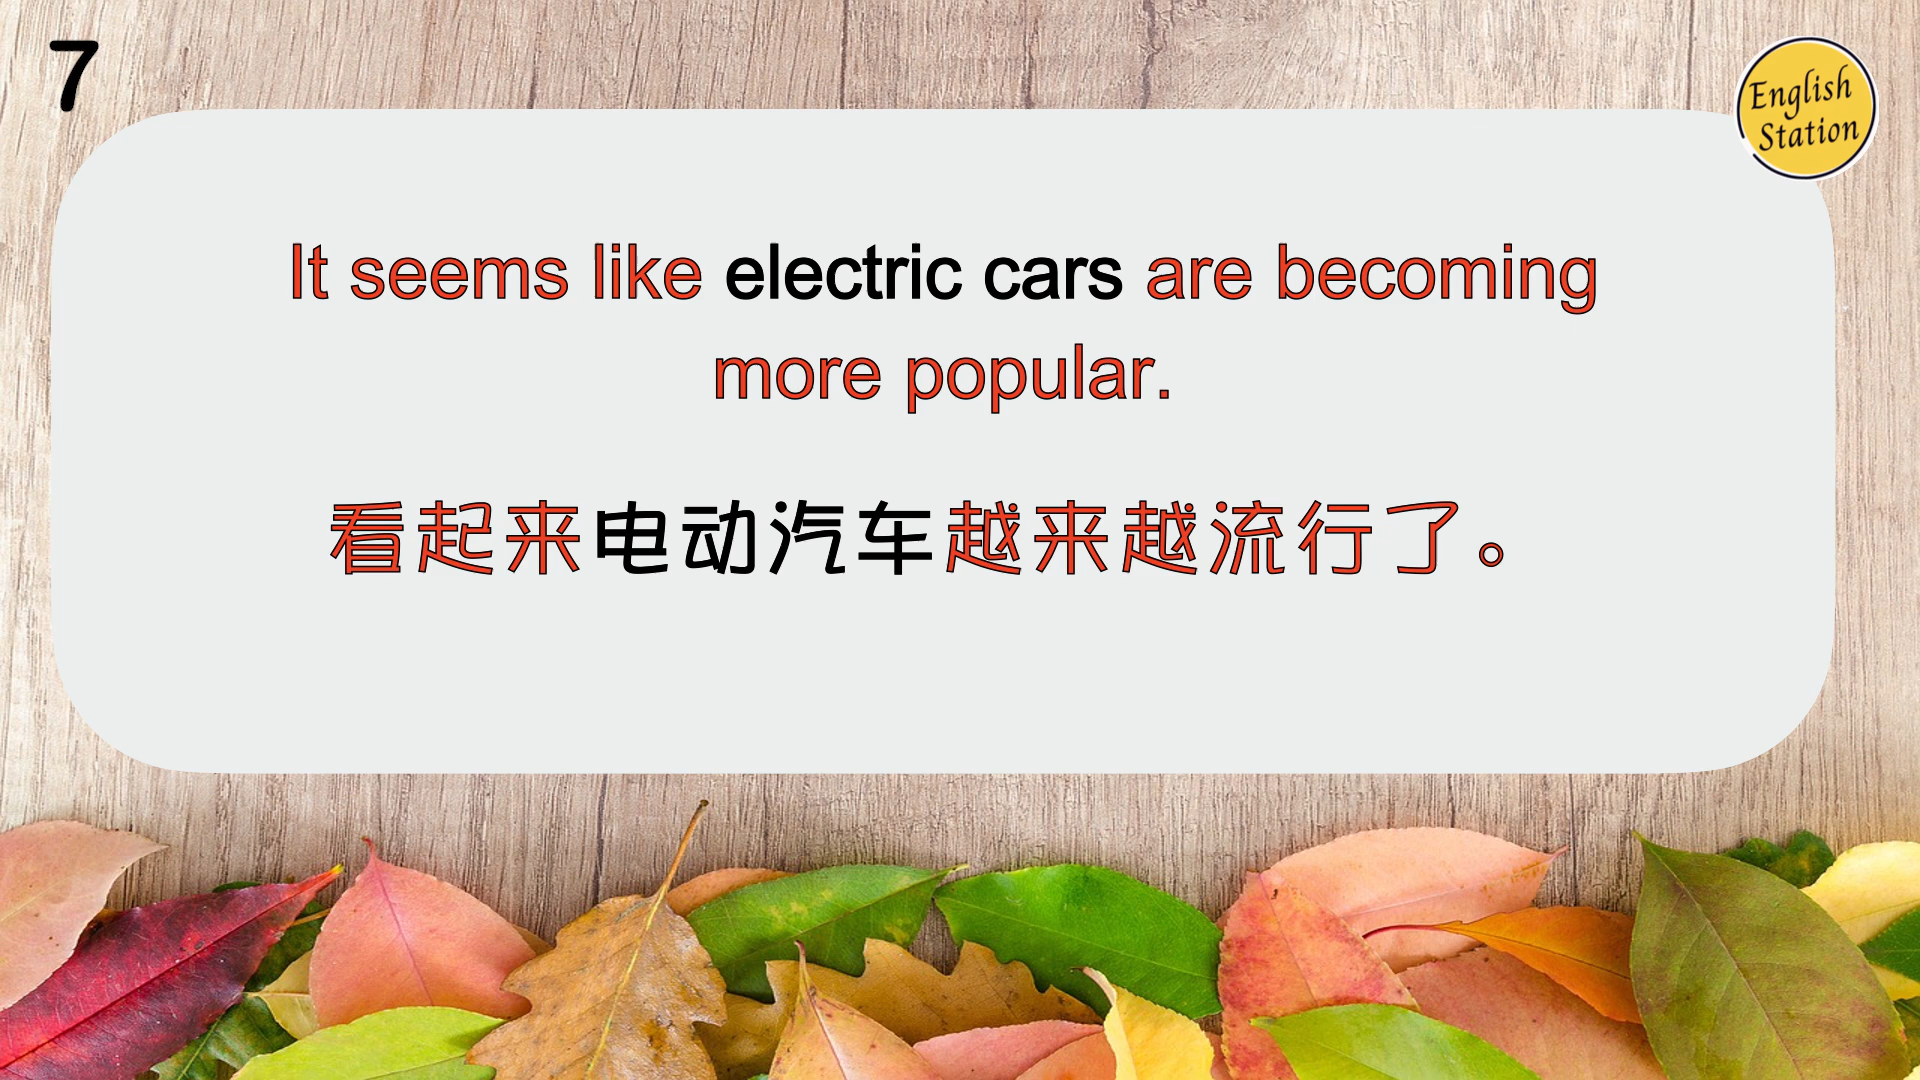 7
English
Station
It seems like electric cars are becoming
more popular.
看起来电动汽车越来越流行了。